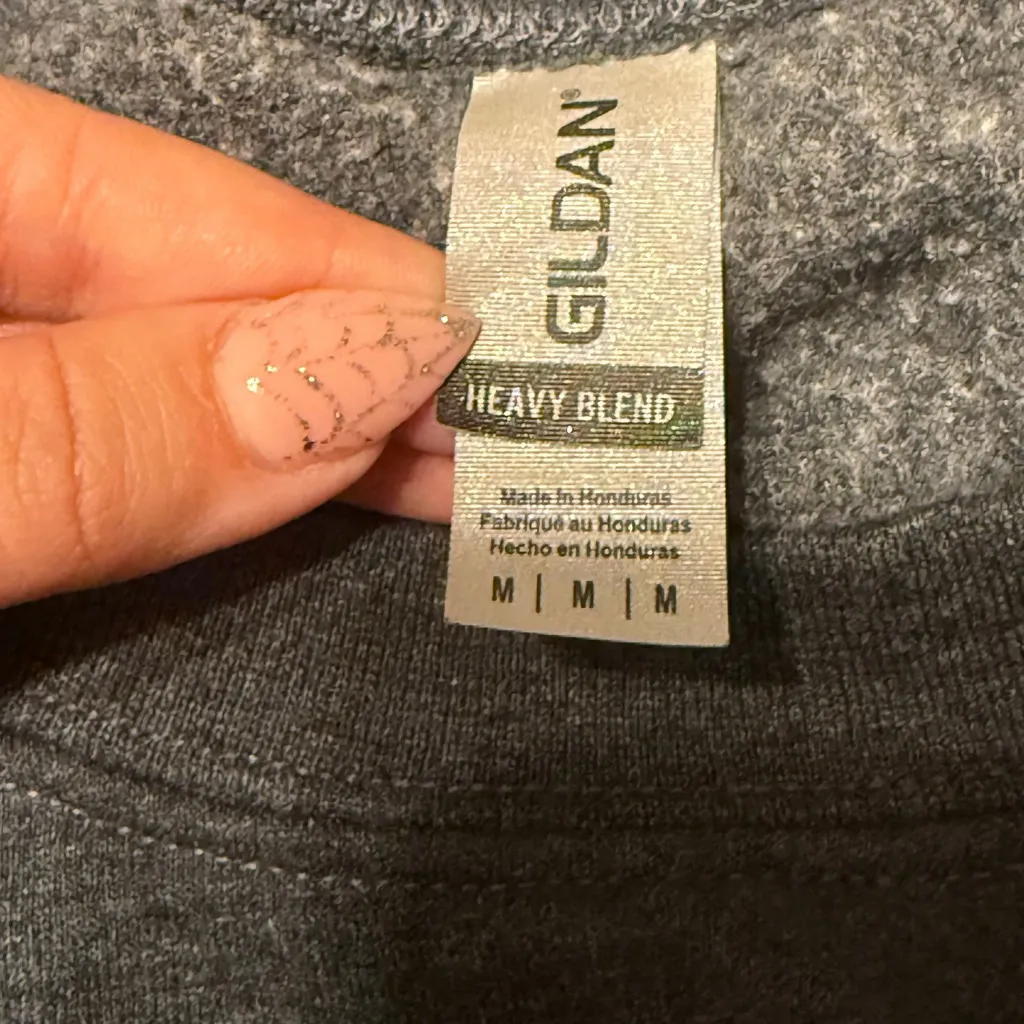 GILDAN®
HEAVY BLEND
Made in Honduras
Fabriqué au Honduras
Hecho en Honduras
M | M | M